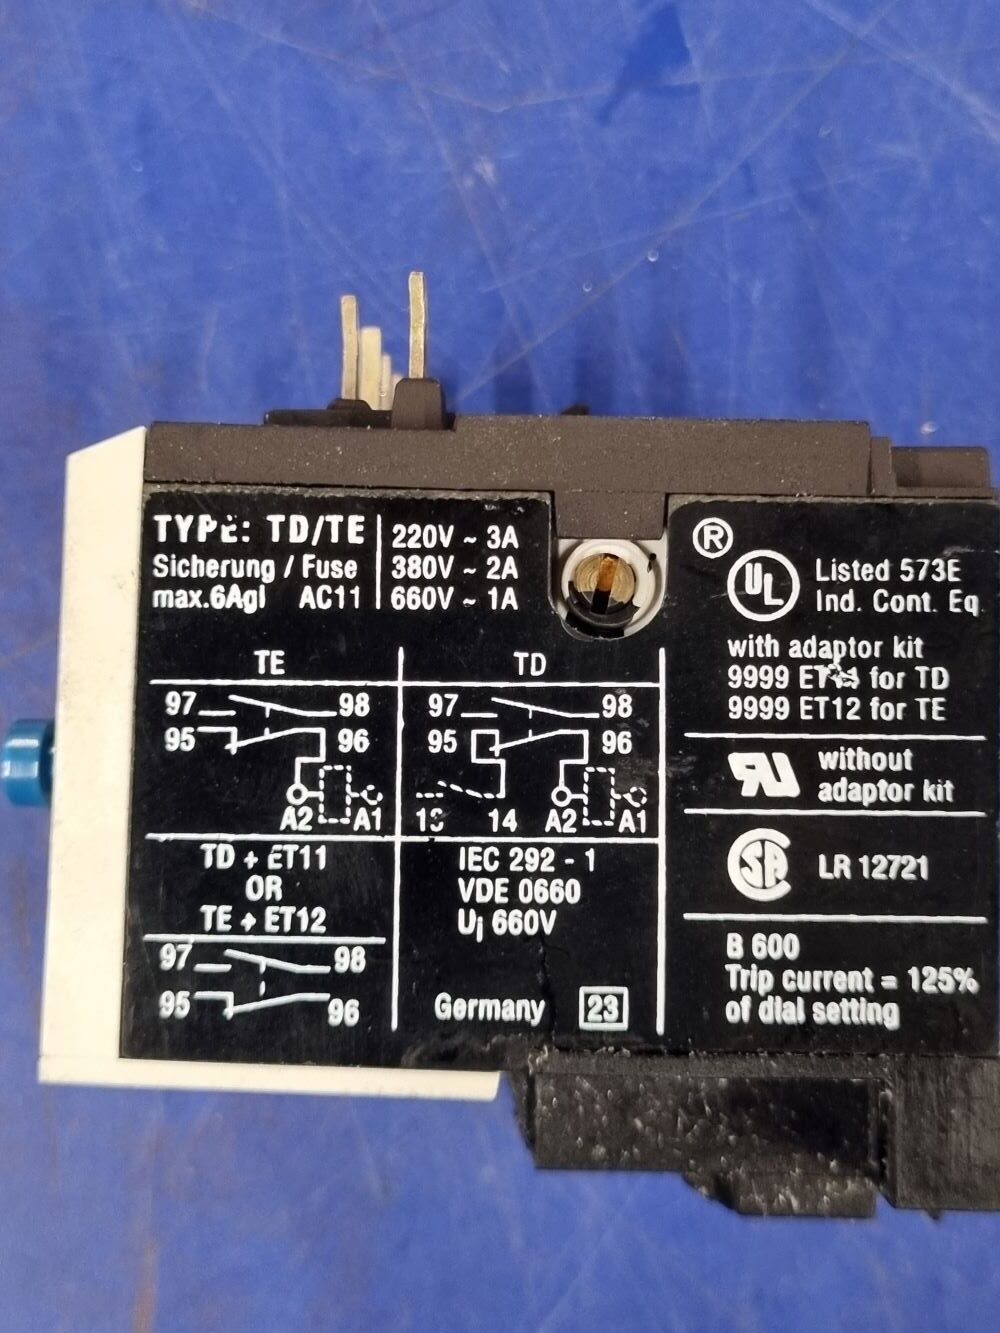 TYPE: TD/TE
Sicherung / Fuse
max.6Agl AC11
220V ~ 3A
380V ~ 2A
660V ~ 1A
TE
97 98
95 96
A2 A1
TD
97 98
95 96
14 A2 A1
TD + ET11
OR
TE + ET12
97 98
95 96
IEC 292 - 1
VDE 0660
Ui 660V
Germany 23
®
UL
Listed 573E
Ind. Cont. Eq
with adaptor kit
9999 for TD
9999 ET12 for TE
without
adaptor kit
LR 12721
B 600
Trip current = 125%
of dial setting